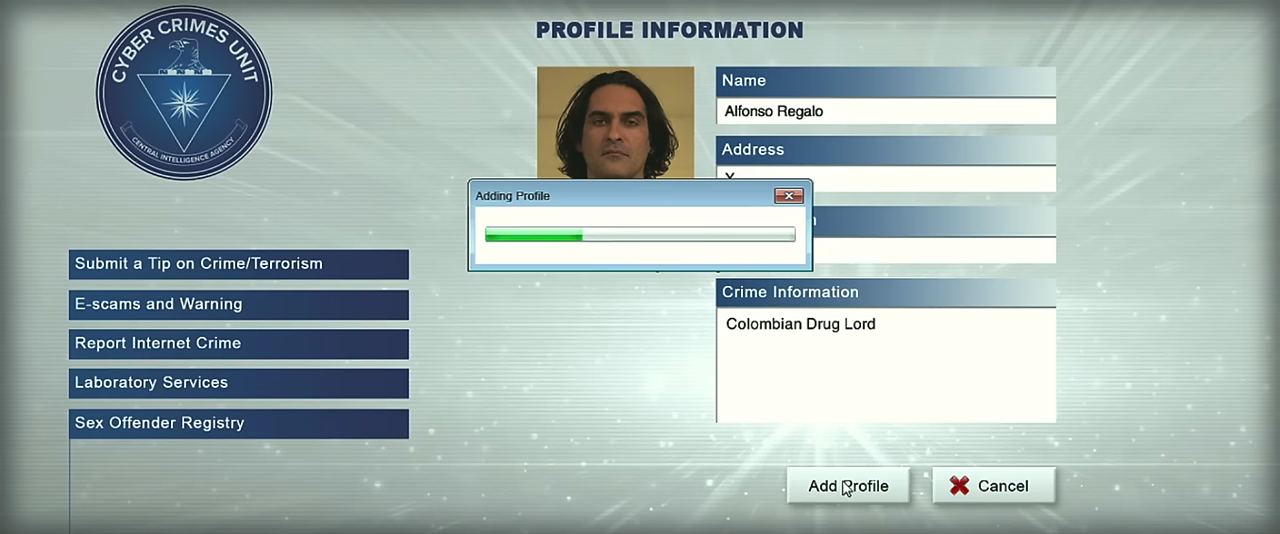 CYBER CRIMES UNIT
CENTRAL INTELLIGENCE AGENCY
PROFILE INFORMATION
Name
Alfonso Regalo
Address
Adding Profile
Submit a Tip on Crime/Terrorism
E-scams and Warning
Report Internet Crime
Laboratory Services
Sex Offender Registry
Crime Information
Colombian Drug Lord
Add Profile
Cancel